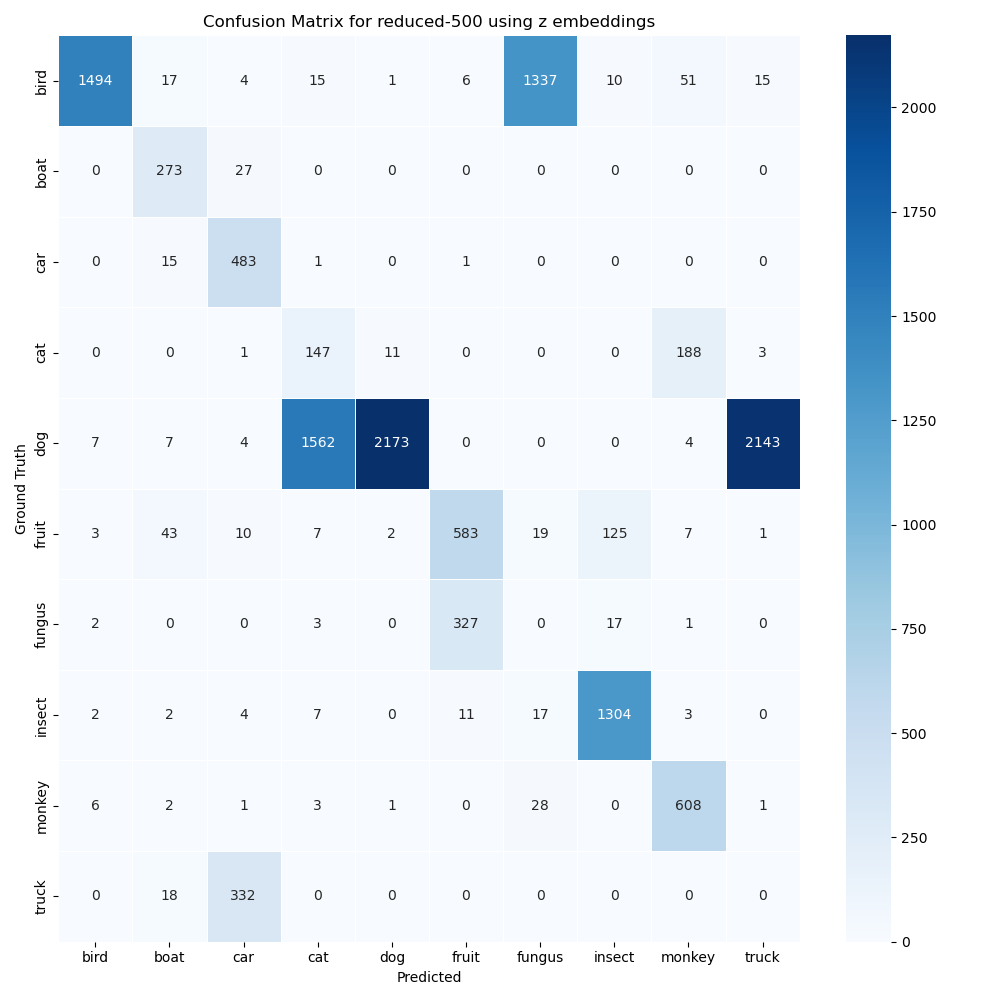 Confusion Matrix for reduced-500 using z embeddings
bird 1494 17 4 15 1 6 1337 10 51 15
boat 0 273 27 0 0 0 0 0 0 0
car 0 15 483 1 0 1 0 0 0 0
cat 0 0 1 147 11 0 0 0 188 3
dog 7 7 4 1562 2173 0 0 0 4 2143
fruit 3 43 10 7 2 583 19 125 7 1
fungus 2 0 0 3 0 327 0 17 1 0
insect 2 2 4 7 0 11 17 1304 3 0
monkey 6 2 1 3 1 0 28 0 608 1
truck 0 18 332 0 0 0 0 0 0 0
bird boat car cat dog fruit fungus insect monkey truck
Predicted
Ground Truth
2000
1750
1500
1250
1000
750
500
250
0